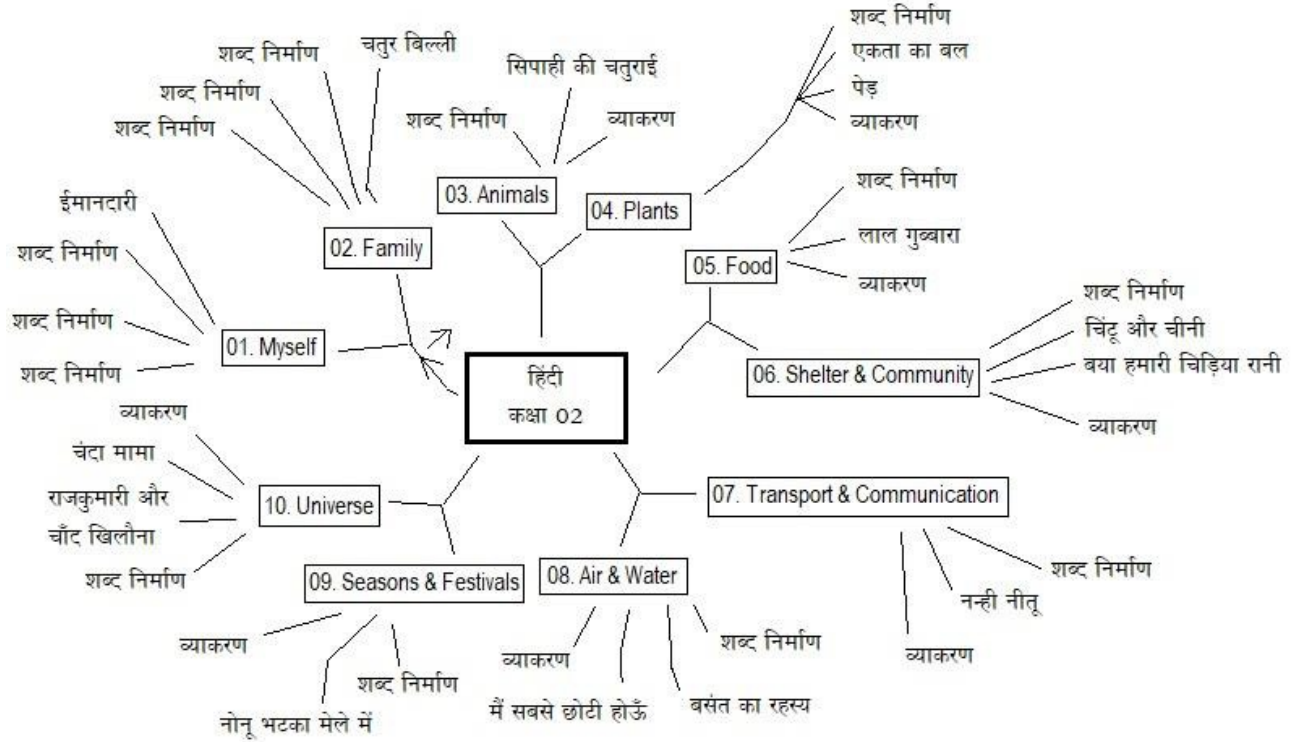 हिंदी
कक्षा 02
01. Myself
ईमानदारी
शब्द निर्माण
शब्द निर्माण
शब्द निर्माण
02. Family
शब्द निर्माण
शब्द निर्माण
शब्द निर्माण
चतुर बिल्ली
03. Animals
शब्द निर्माण
सिपाही की चतुराई
व्याकरण
04. Plants
शब्द निर्माण
एकता का बल
पेड़
व्याकरण
05. Food
शब्द निर्माण
लाल गुब्बारा
व्याकरण
06. Shelter & Community
शब्द निर्माण
चिंटू और चीनी
बया हमारी चिड़िया रानी
व्याकरण
07. Transport & Communication
शब्द निर्माण
नन्ही नीतू
व्याकरण
08. Air & Water
शब्द निर्माण
बसंत का रहस्य
मैं सबसे छोटी होऊँ
व्याकरण
09. Seasons & Festivals
शब्द निर्माण
नोनू भटका मेले में
व्याकरण
10. Universe
व्याकरण
चंदा मामा
राजकुमारी और
चाँद खिलौना
शब्द निर्माण